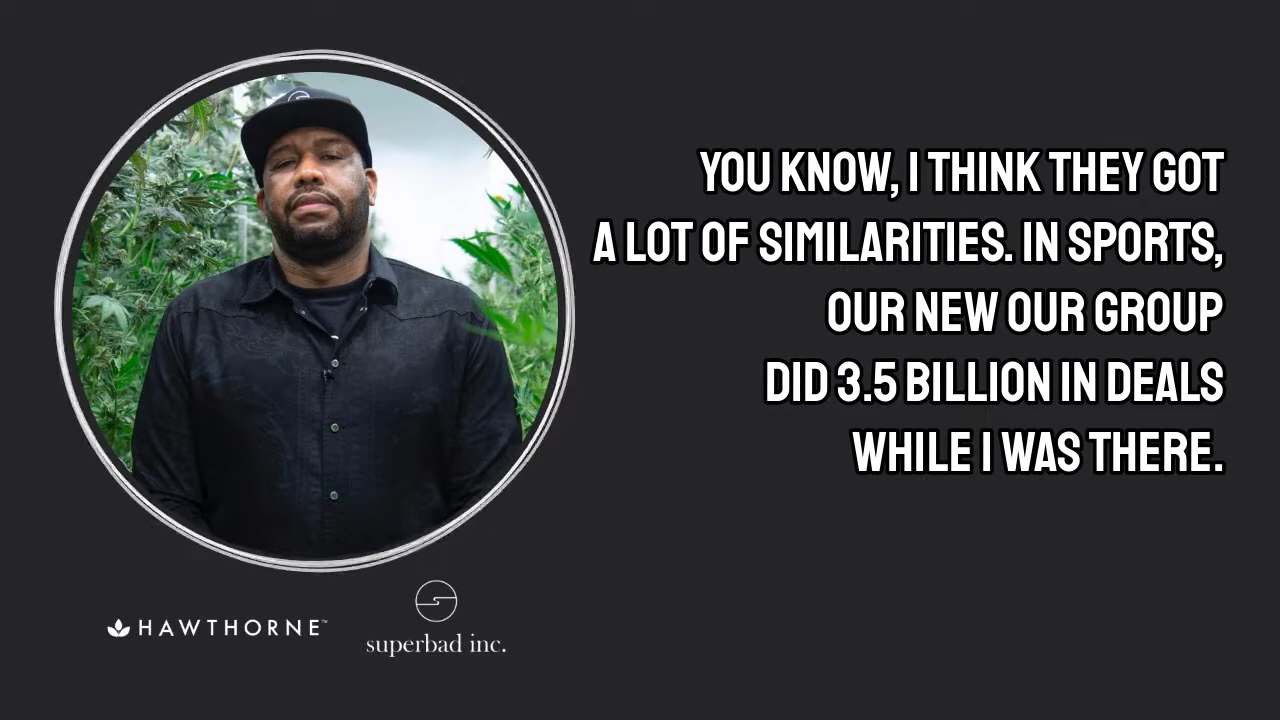 YOU KNOW, I THINK THEY GOT
A LOT OF SIMILARITIES. IN SPORTS,
OUR NEW OUR GROUP
DID 3.5 BILLION IN DEALS
WHILE I WAS THERE.
HAWTHORNE™
superbad inc.